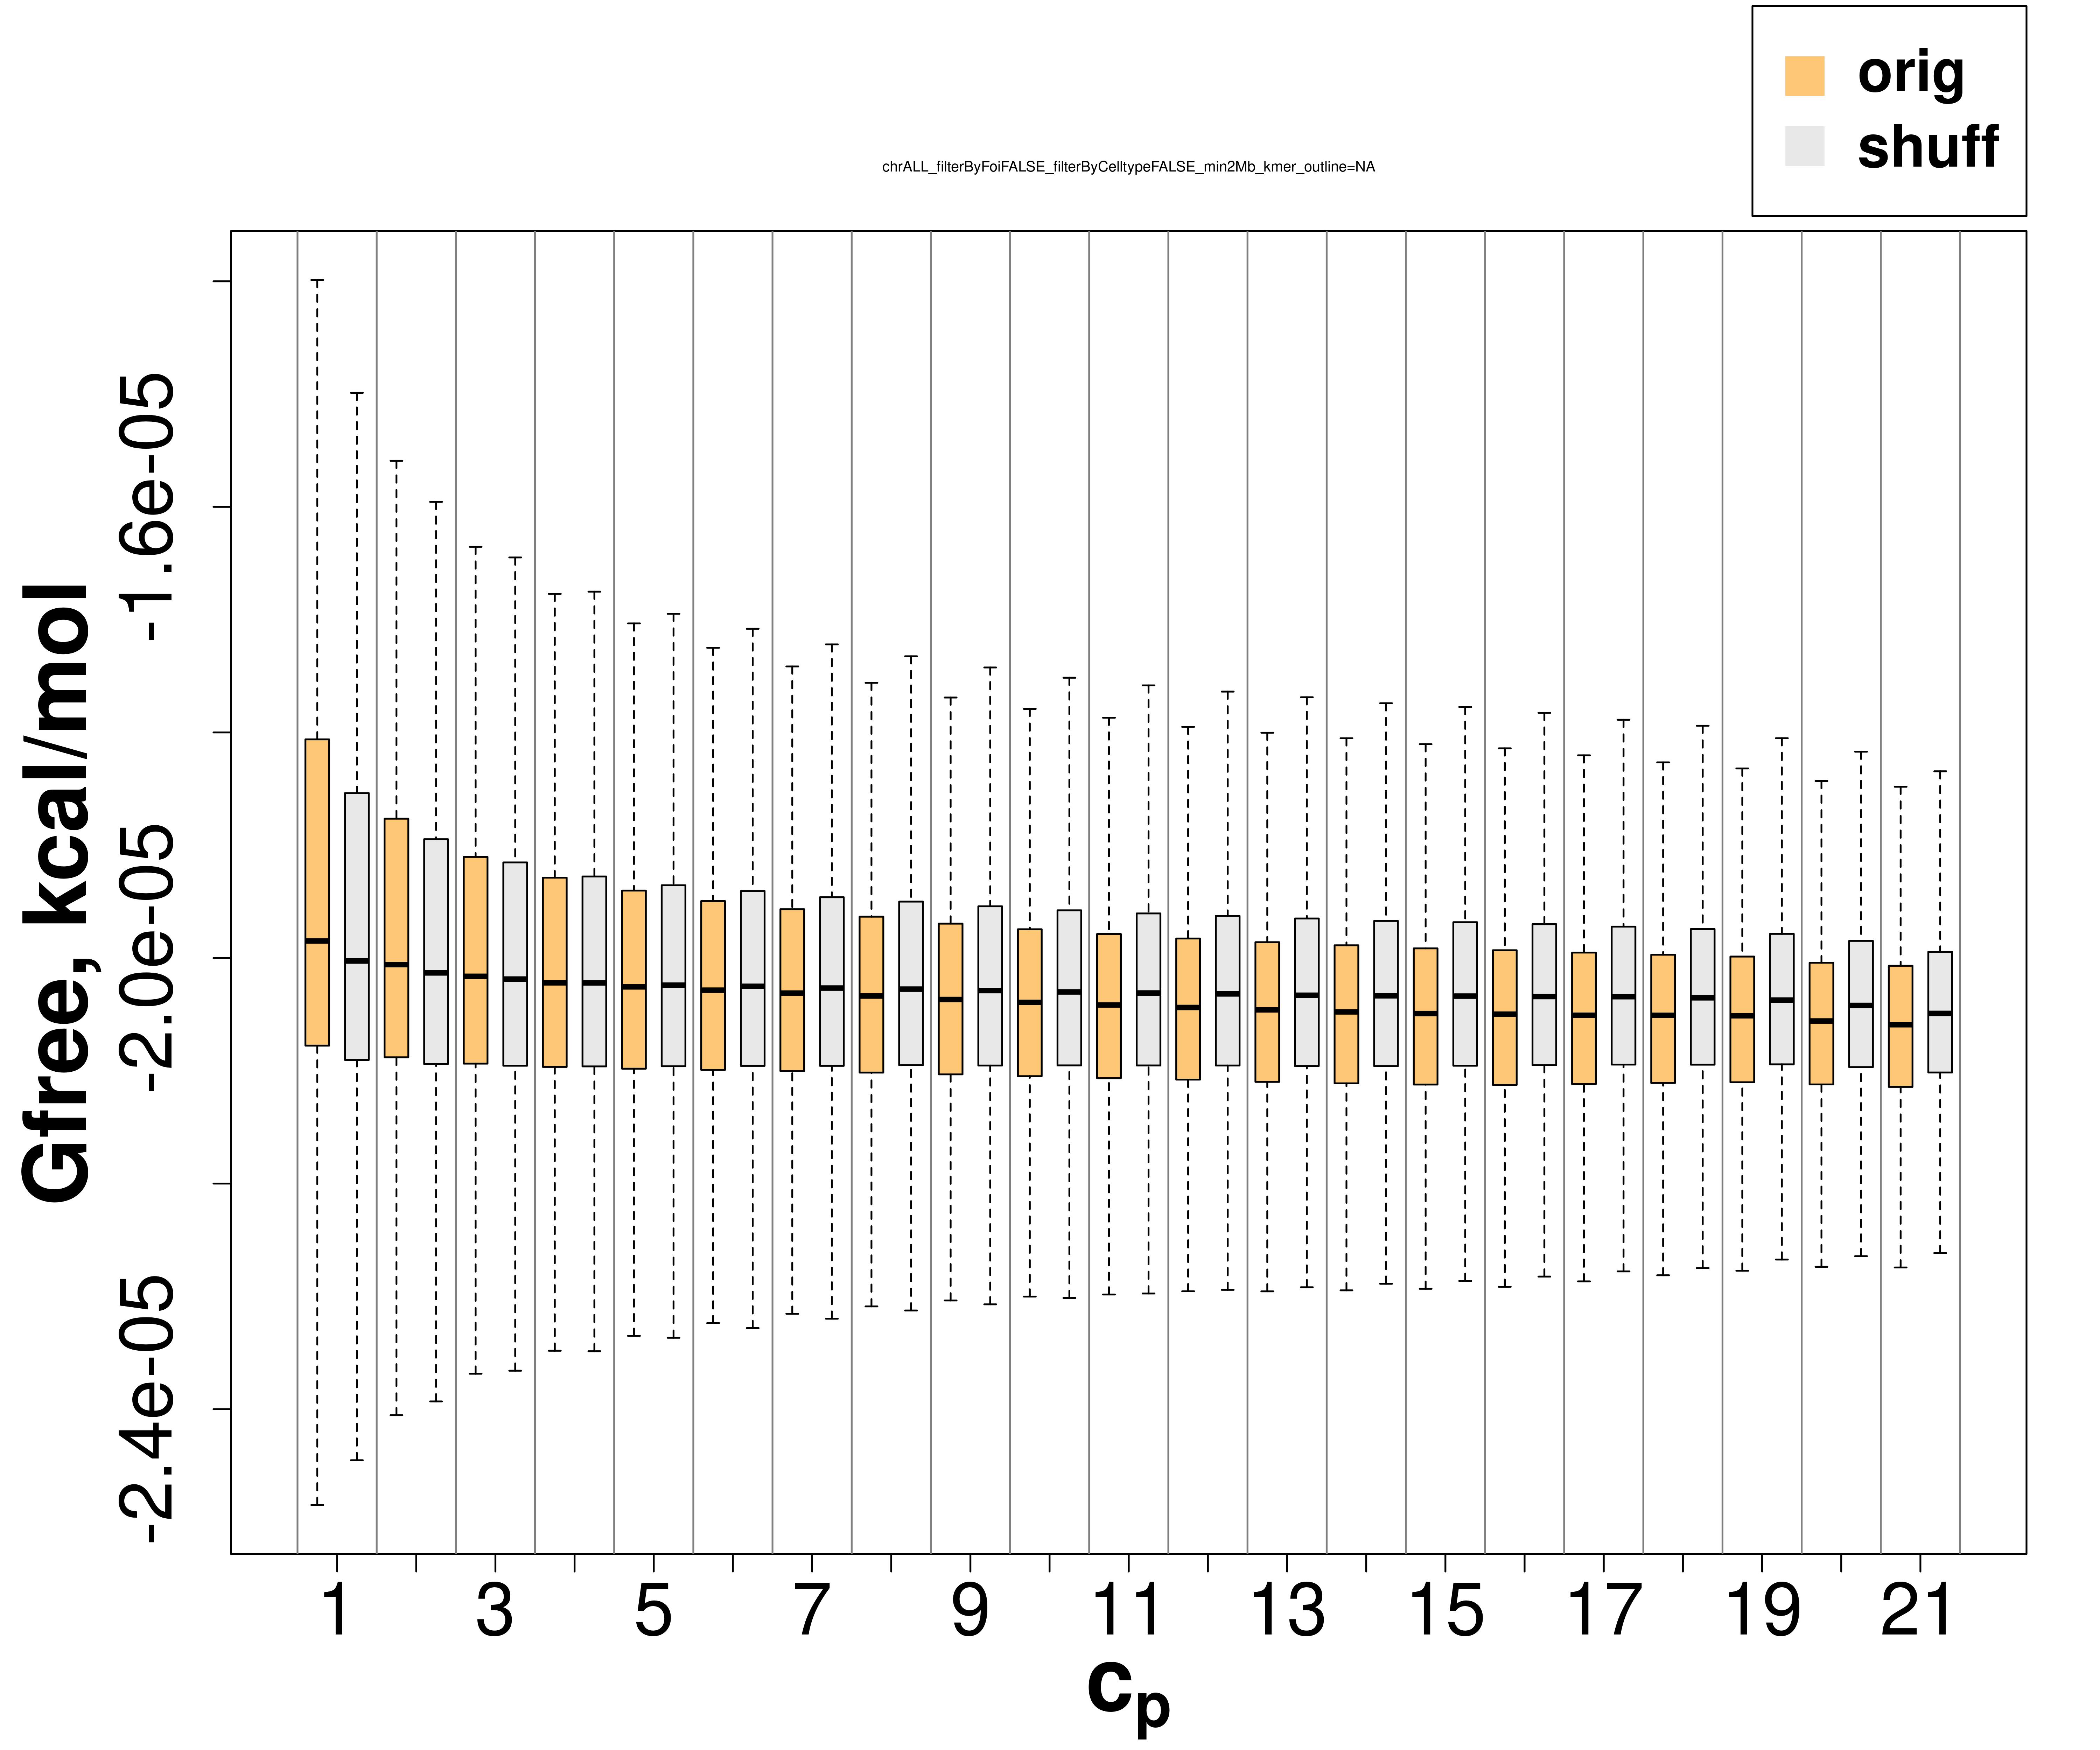 orig
shuff
chrALL_filterByFoiFALSE_filterByCelltypeFALSE_min2Mb_kmer_outline=NA
Gfree, kcal/mol
-1.6e-05
-2.0e-05
-2.4e-05
1 3 5 7 9 11 13 15 17 19 21
cp